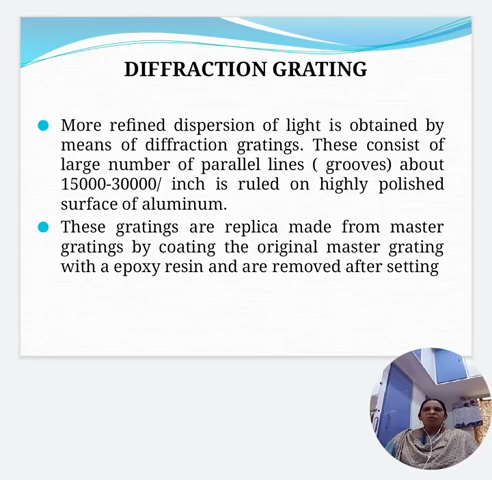 DIFFRACTION GRATING
More refined dispersion of light is obtained by
means of diffraction gratings. These consist of
large number of parallel lines ( grooves) about
15000-30000/ inch is ruled on highly polished
surface of aluminum.
These gratings are replica made from master
gratings by coating the original master grating
with a epoxy resin and are removed after setting